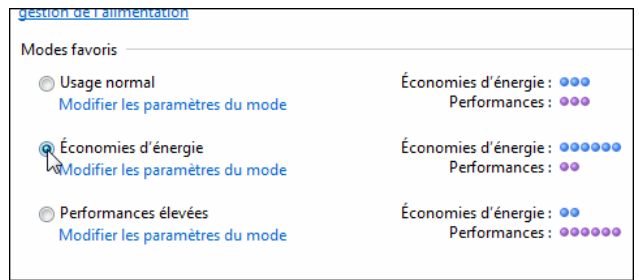 gestion de l'alimentation
Modes favoris
Usage normal
Économies d'énergie :
Modifier les paramètres du mode
Performances :
Économies d'énergie
Économies d'énergie :
Modifier les paramètres du mode
Performances :
Performances élevées
Économies d'énergie :
Modifier les paramètres du mode
Performances :